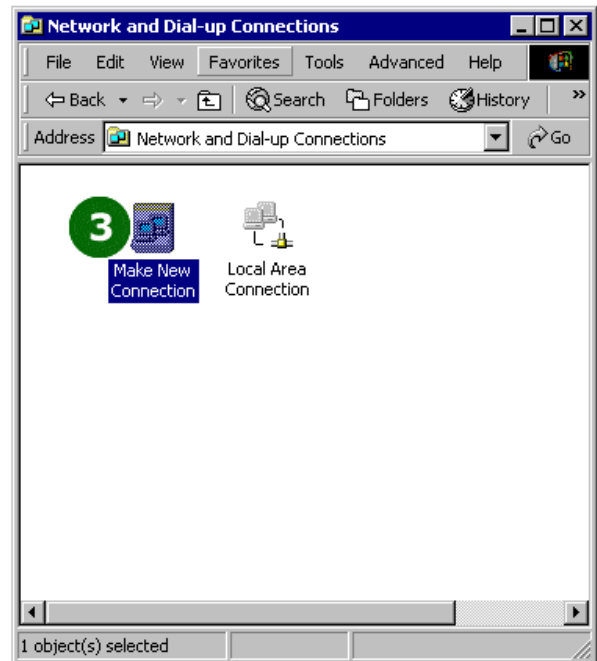 Network and Dial-up Connections
File Edit View Favorites Tools Advanced Help
Back Search Folders History »
Address Network and Dial-up Connections Go
3
Make New Connection
Local Area Connection
1 object(s) selected